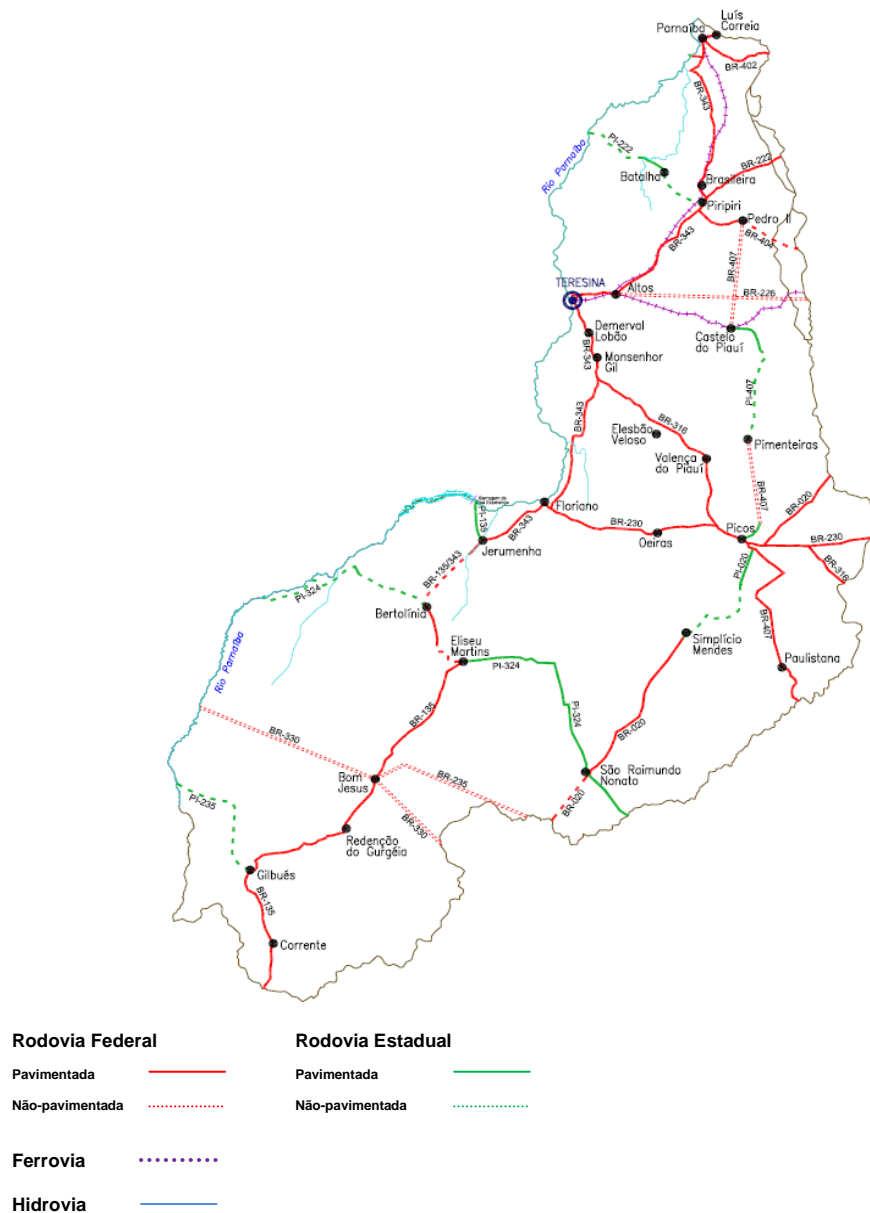 Luís
Correia
Parnaíba
BR-402
BR-343
PI-222
BR-222
Rio Parnaíba
Batalha
Brasileira
Piripiri
Pedro II
BR-404
BR-343
BR-407
TERESINA
Altos
BR-226
Demerval
Lobão
BR-343
Castelo
do Piauí
Monsenhor
Gil
PI-407
BR-343
BR-316
Elesbão
Veloso
Pimenteiras
Valença
do Piauí
BR-407
BR-020
Floriano
PI-135
BR-343
BR-230
Oeiras
Picos
BR-230
Jerumenha
BR-316
PI-020
BR-135/343
PI-324
Bertolínia
BR-407
Simplício
Mendes
Eliseu
Martins
Rio Parnaíba
PI-324
Paulistana
BR-135
PI-324
BR-020
BR-330
BR-235
Bom
Jesus
São Raimundo
Nonato
PI-235
BR-020
BR-330
Redenção
do Gurgéia
Gilbués
BR-135
Corrente
Rodovia Federal
Rodovia Estadual
Pavimentada
Pavimentada
Não-pavimentada
Não-pavimentada
Ferrovia
Hidrovia